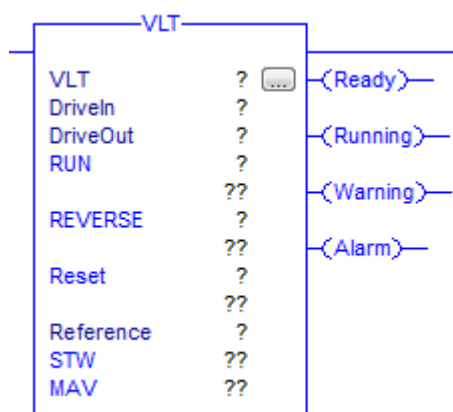 VLT
VLT ? ... (Ready)
DriveIn ?
DriveOut ? (Running)
RUN ?
?? (Warning)
REVERSE ?
?? (Alarm)
Reset ?
??
Reference ?
STW ??
MAV ??